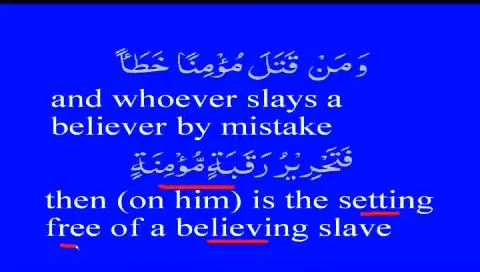 وَمَنْ قَتَلَ مُؤْمِنًا خَطَأً
and whoever slays a
believer by mistake
فَتَحْرِيرُ رَقَبَةٍ مُّؤْمِنَةٍ
then (on him) is the setting
free of a believing slave